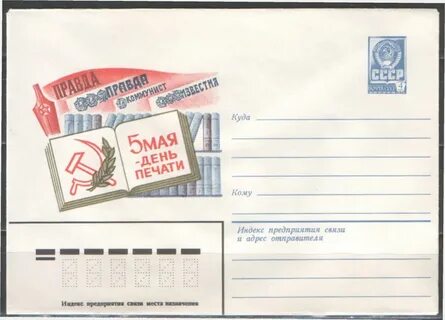 ПРАВДА
ПРАВДА
КОММУНИСТ
ИЗВЕСТИЯ
5 МАЯ
-ДЕНЬ
ПЕЧАТИ
СССР
4
Куда
Кому
Индекс предприятия связи
и адрес отправителя
Индекс предприятия связи места назначения